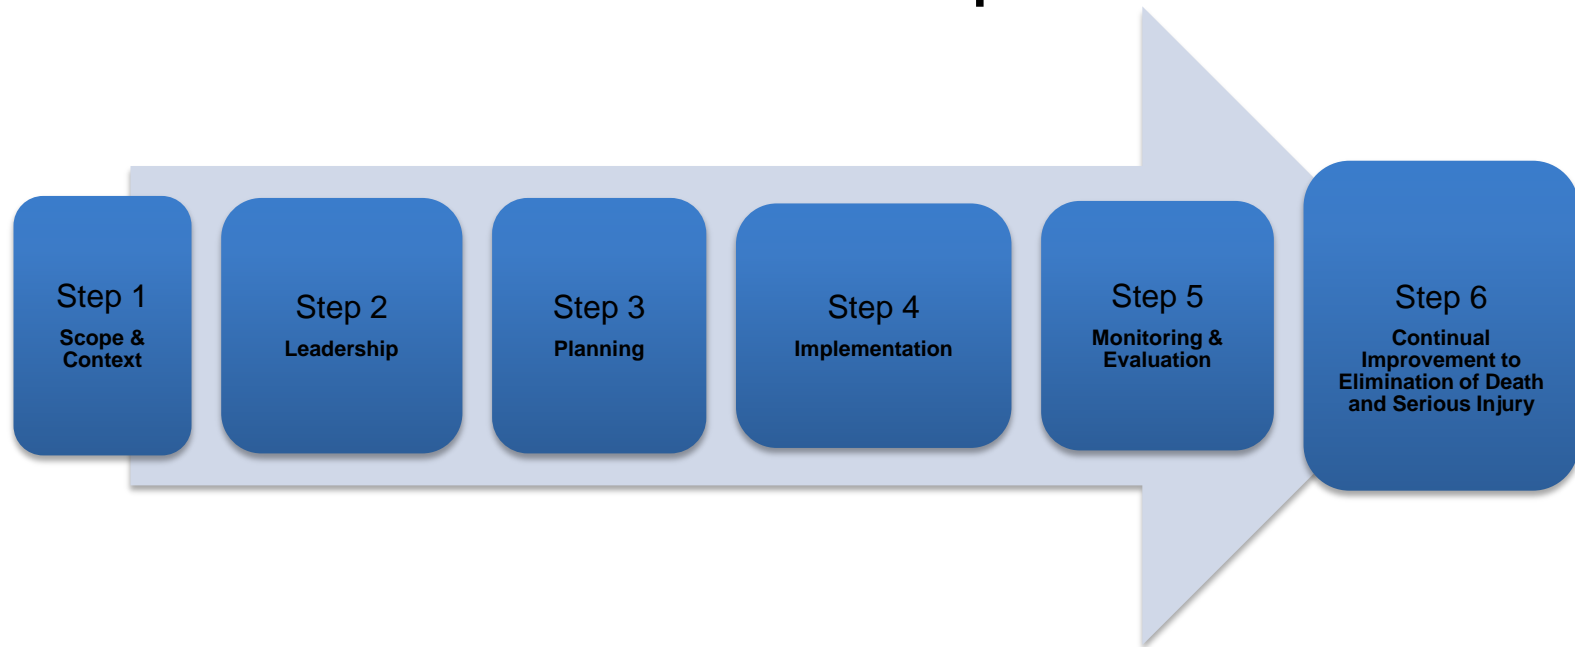 Step 1
Scope &
Context
Step 2
Leadership
Step 3
Planning
Step 4
Implementation
Step 5
Monitoring &
Evaluation
Step 6
Continual
Improvement to
Elimination of Death
and Serious Injury